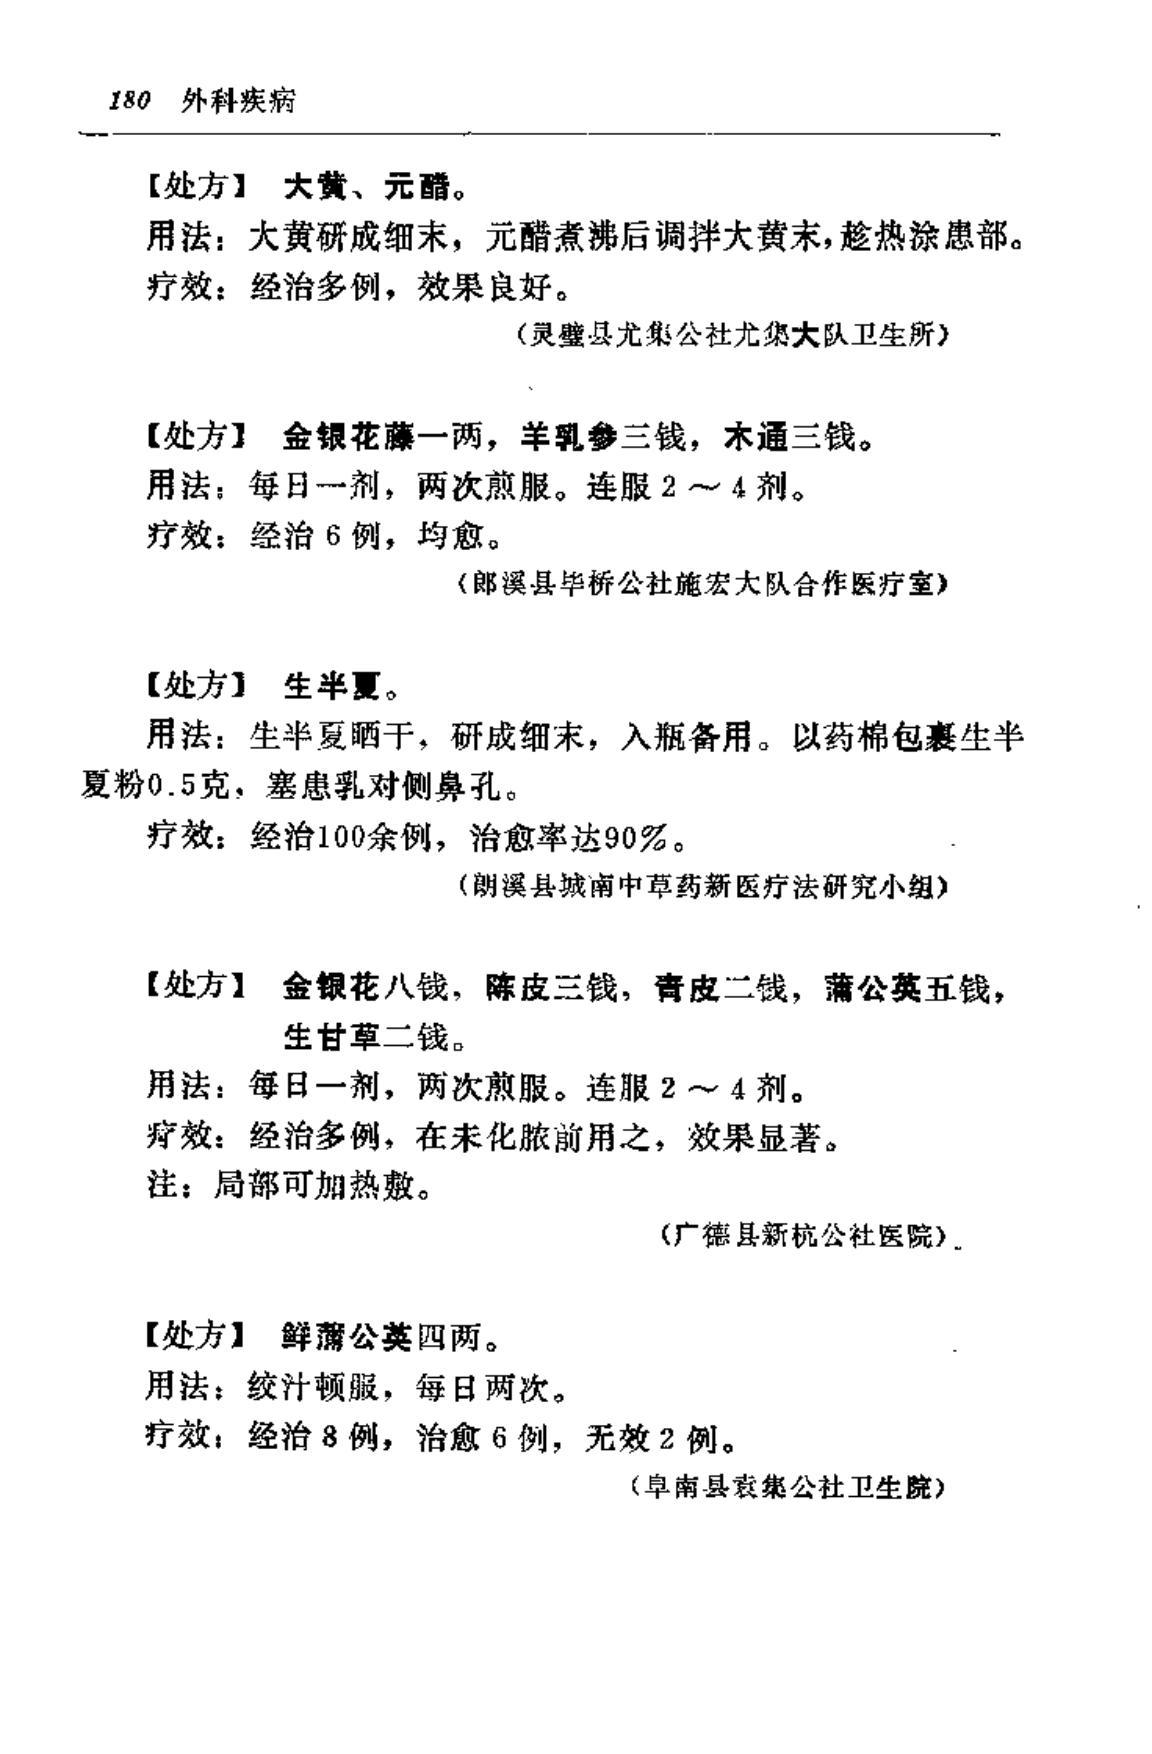 180 外科疾病
【处方】 大黄、元醋。
用法：大黄研成细末，元醋煮沸后调拌大黄末，趁热涂患部。
疗效：经治多例，效果良好。
（灵璧县尤集公社尤集大队卫生所）
【处方】 金银花藤一两，羊乳参三钱，木通三钱。
用法：每日一剂，两次煎服。连服2～4剂。
疗效：经治6例，均愈。
（郎溪县毕桥公社施宏大队合作医疗室）
【处方】 生半夏。
用法：生半夏晒干，研成细末，入瓶备用。以药棉包裹生半
夏粉0.5克，塞患乳对侧鼻孔。
疗效：经治100余例，治愈率达90%。
（朗溪县城南中草药新医疗法研究小组）
【处方】 金银花八钱，陈皮三钱，青皮二钱，蒲公英五钱，
生甘草二钱。
用法：每日一剂，两次煎服。连服2～4剂。
疗效：经治多例，在未化脓前用之，效果显著。
注：局部可加热敷。
（广德县新杭公社医院）
【处方】 鲜蒲公英四两。
用法：绞汁顿服，每日两次。
疗效：经治8例，治愈6例，无效2例。
（阜南县袁集公社卫生院）